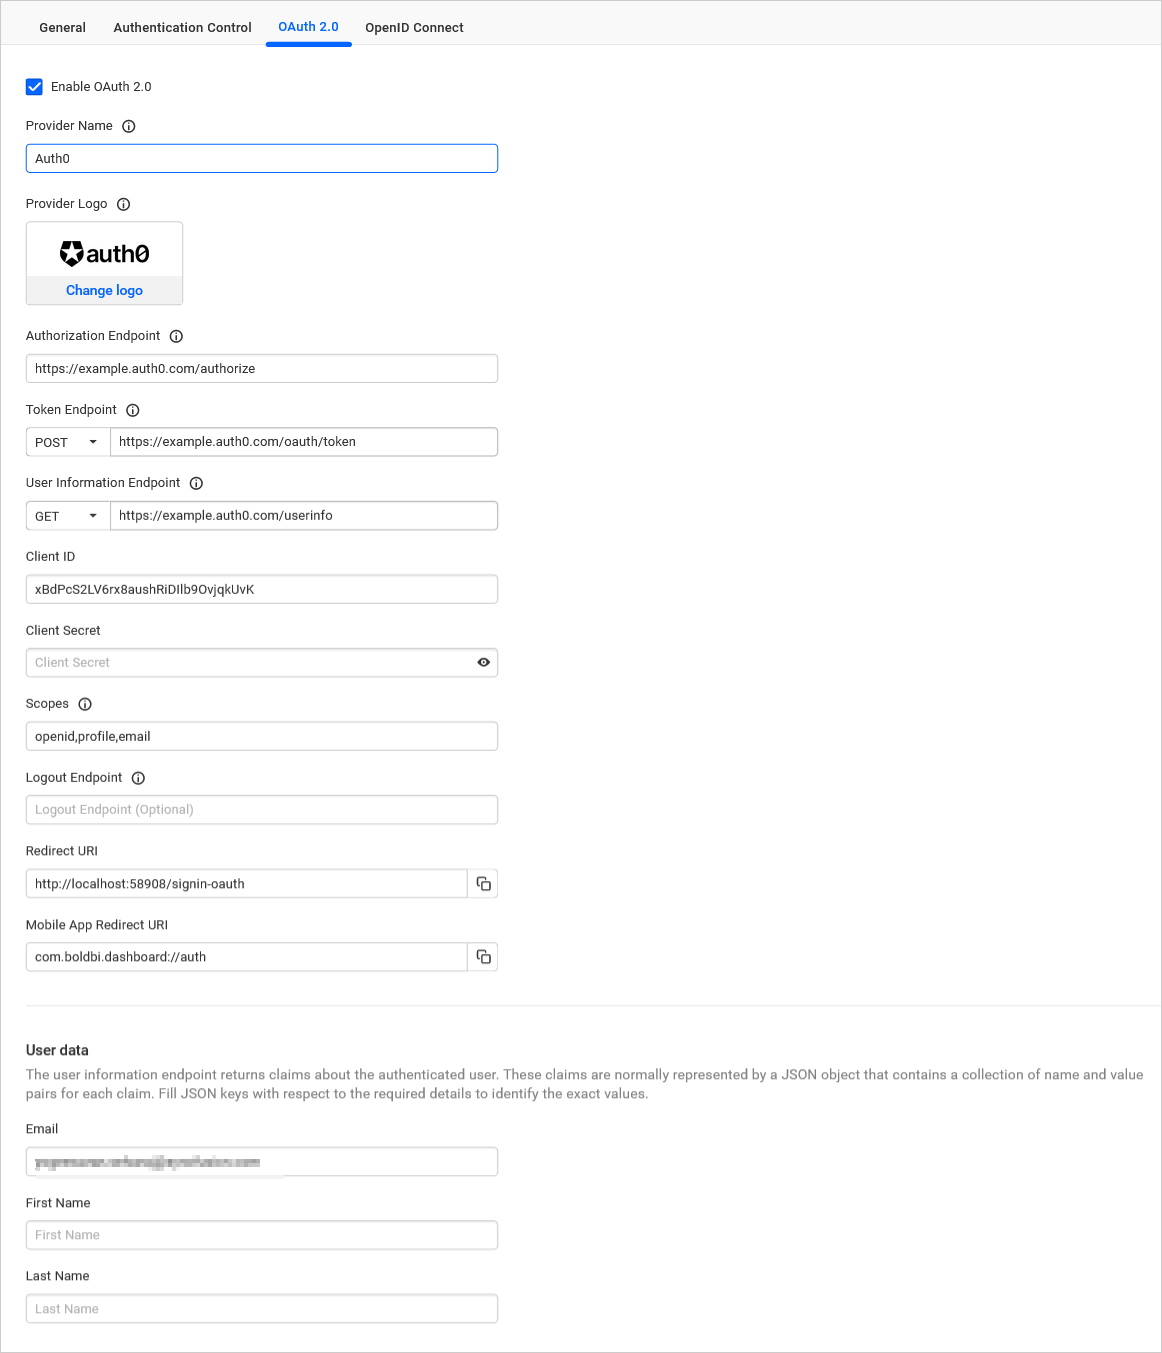 General Authentication Control OAuth 2.0 OpenID Connect
Enable OAuth 2.0
Provider Name
Auth0
Provider Logo
auth0
Change logo
Authorization Endpoint
https://example.auth0.com/authorize
Token Endpoint
POST https://example.auth0.com/oauth/token
User Information Endpoint
GET https://example.auth0.com/userinfo
Client ID
xBdPcS2LV6rx8aushRiDIlb9OvjqkUvK
Client Secret
Client Secret
Scopes
openid,profile,email
Logout Endpoint
Logout Endpoint (Optional)
Redirect URI
http://localhost:58908/signin-oauth
Mobile App Redirect URI
com.boldbi.dashboard://auth
User data
The user information endpoint returns claims about the authenticated user. These claims are normally represented by a JSON object that contains a collection of name and value
pairs for each claim. Fill JSON keys with respect to the required details to identify the exact values.
Email
First Name
First Name
Last Name
Last Name